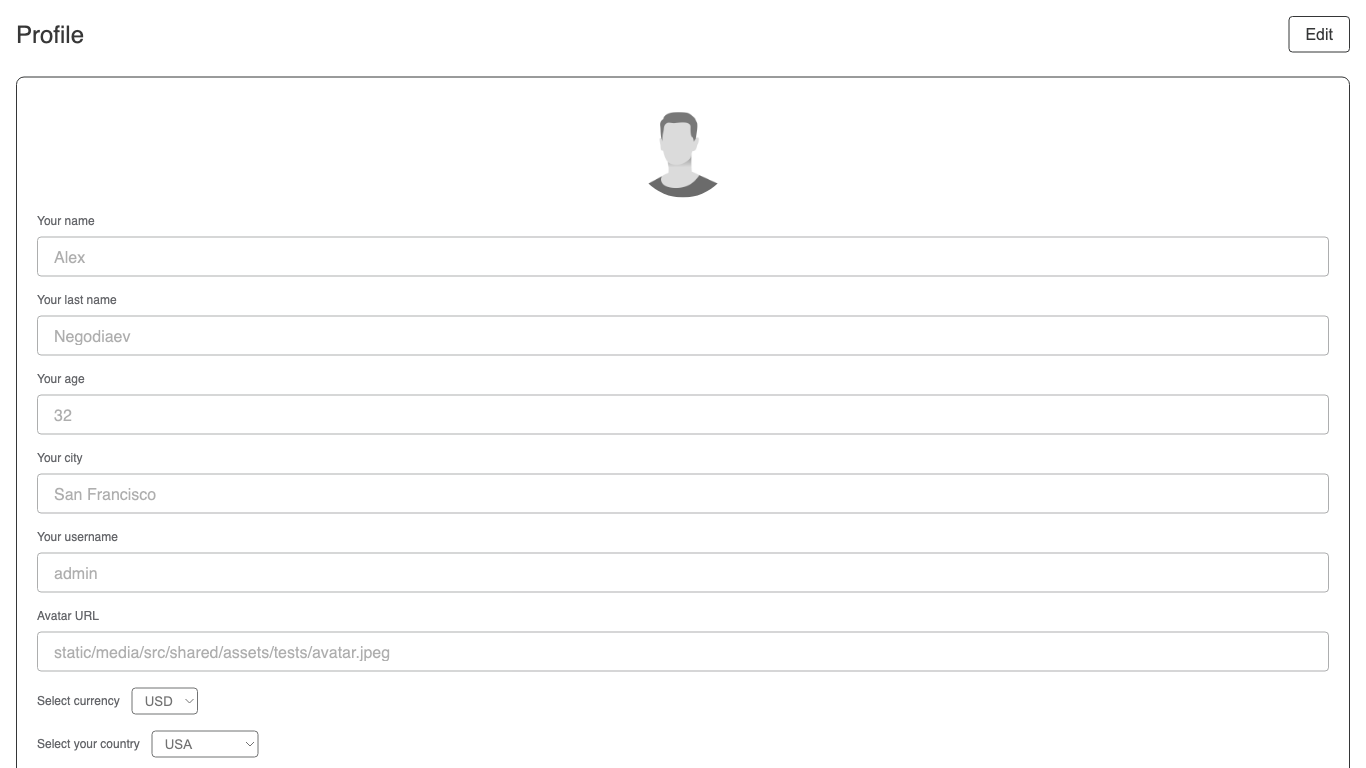 Profile
Edit
Your name
Alex
Your last name
Negodiaev
Your age
32
Your city
San Francisco
Your username
admin
Avatar URL
static/media/src/shared/assets/tests/avatar.jpeg
Select currency USD
Select your country USA